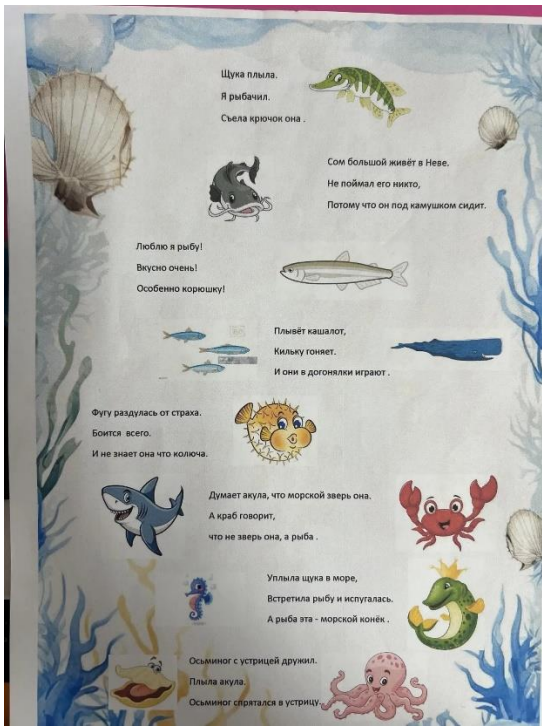 Щука плыла.
Я рыбачил.
Съела крючок она .
Сом большой живёт в Неве.
Не поймал его никто,
Потому что он под камушком сидит.
Люблю я рыбу!
Вкусно очень!
Особенно корюшку!
Плывёт кашалот,
Кильку гоняет.
И они в догонялки играют .
Фугу раздулась от страха.
Боится всего.
И не знает она что колюча.
Думает акула, что морской зверь она.
А краб говорит,
что не зверь она, а рыба .
Уплыла щука в море,
Встретила рыбу и испугалась.
А рыба эта - морской конёк .
Осьминог с устрицей дружил.
Плыла акула.
Осьминог спрятался в устрицу.